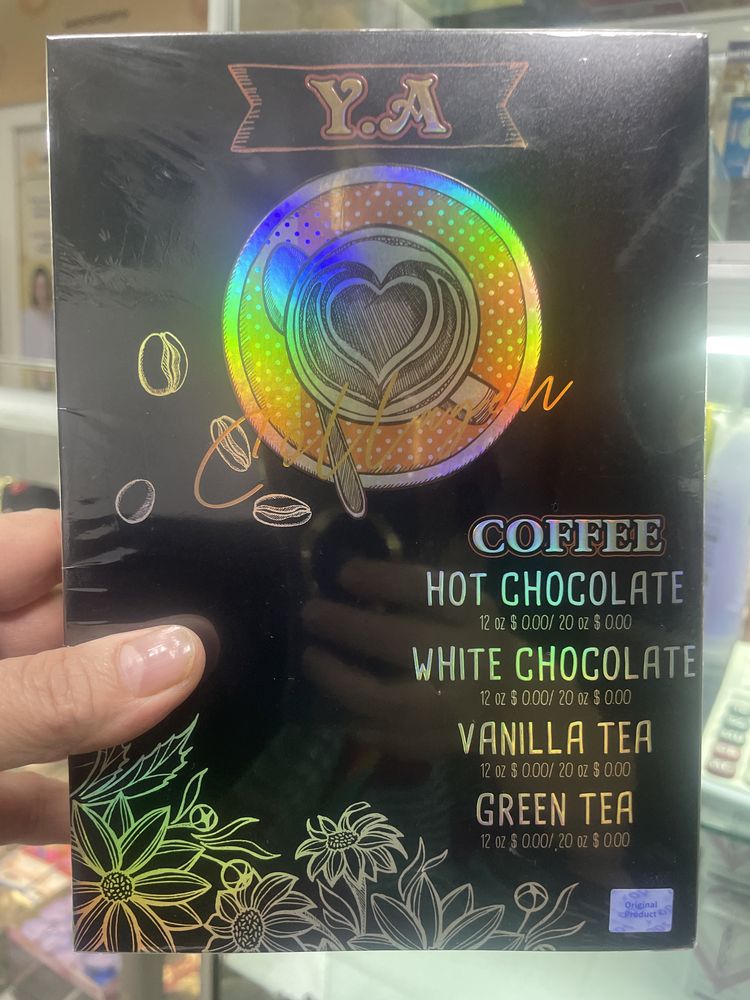 Y.A
COFFEE
HOT CHOCOLATE
12 oz $ 0.00/ 20 oz $ 0.00
WHITE CHOCOLATE
12 oz $ 0.00/ 20 oz $ 0.00
VANILLA TEA
12 oz $ 0.00/ 20 oz $ 0.00
GREEN TEA
12 oz $ 0.00/ 20 oz $ 0.00
Original
Product